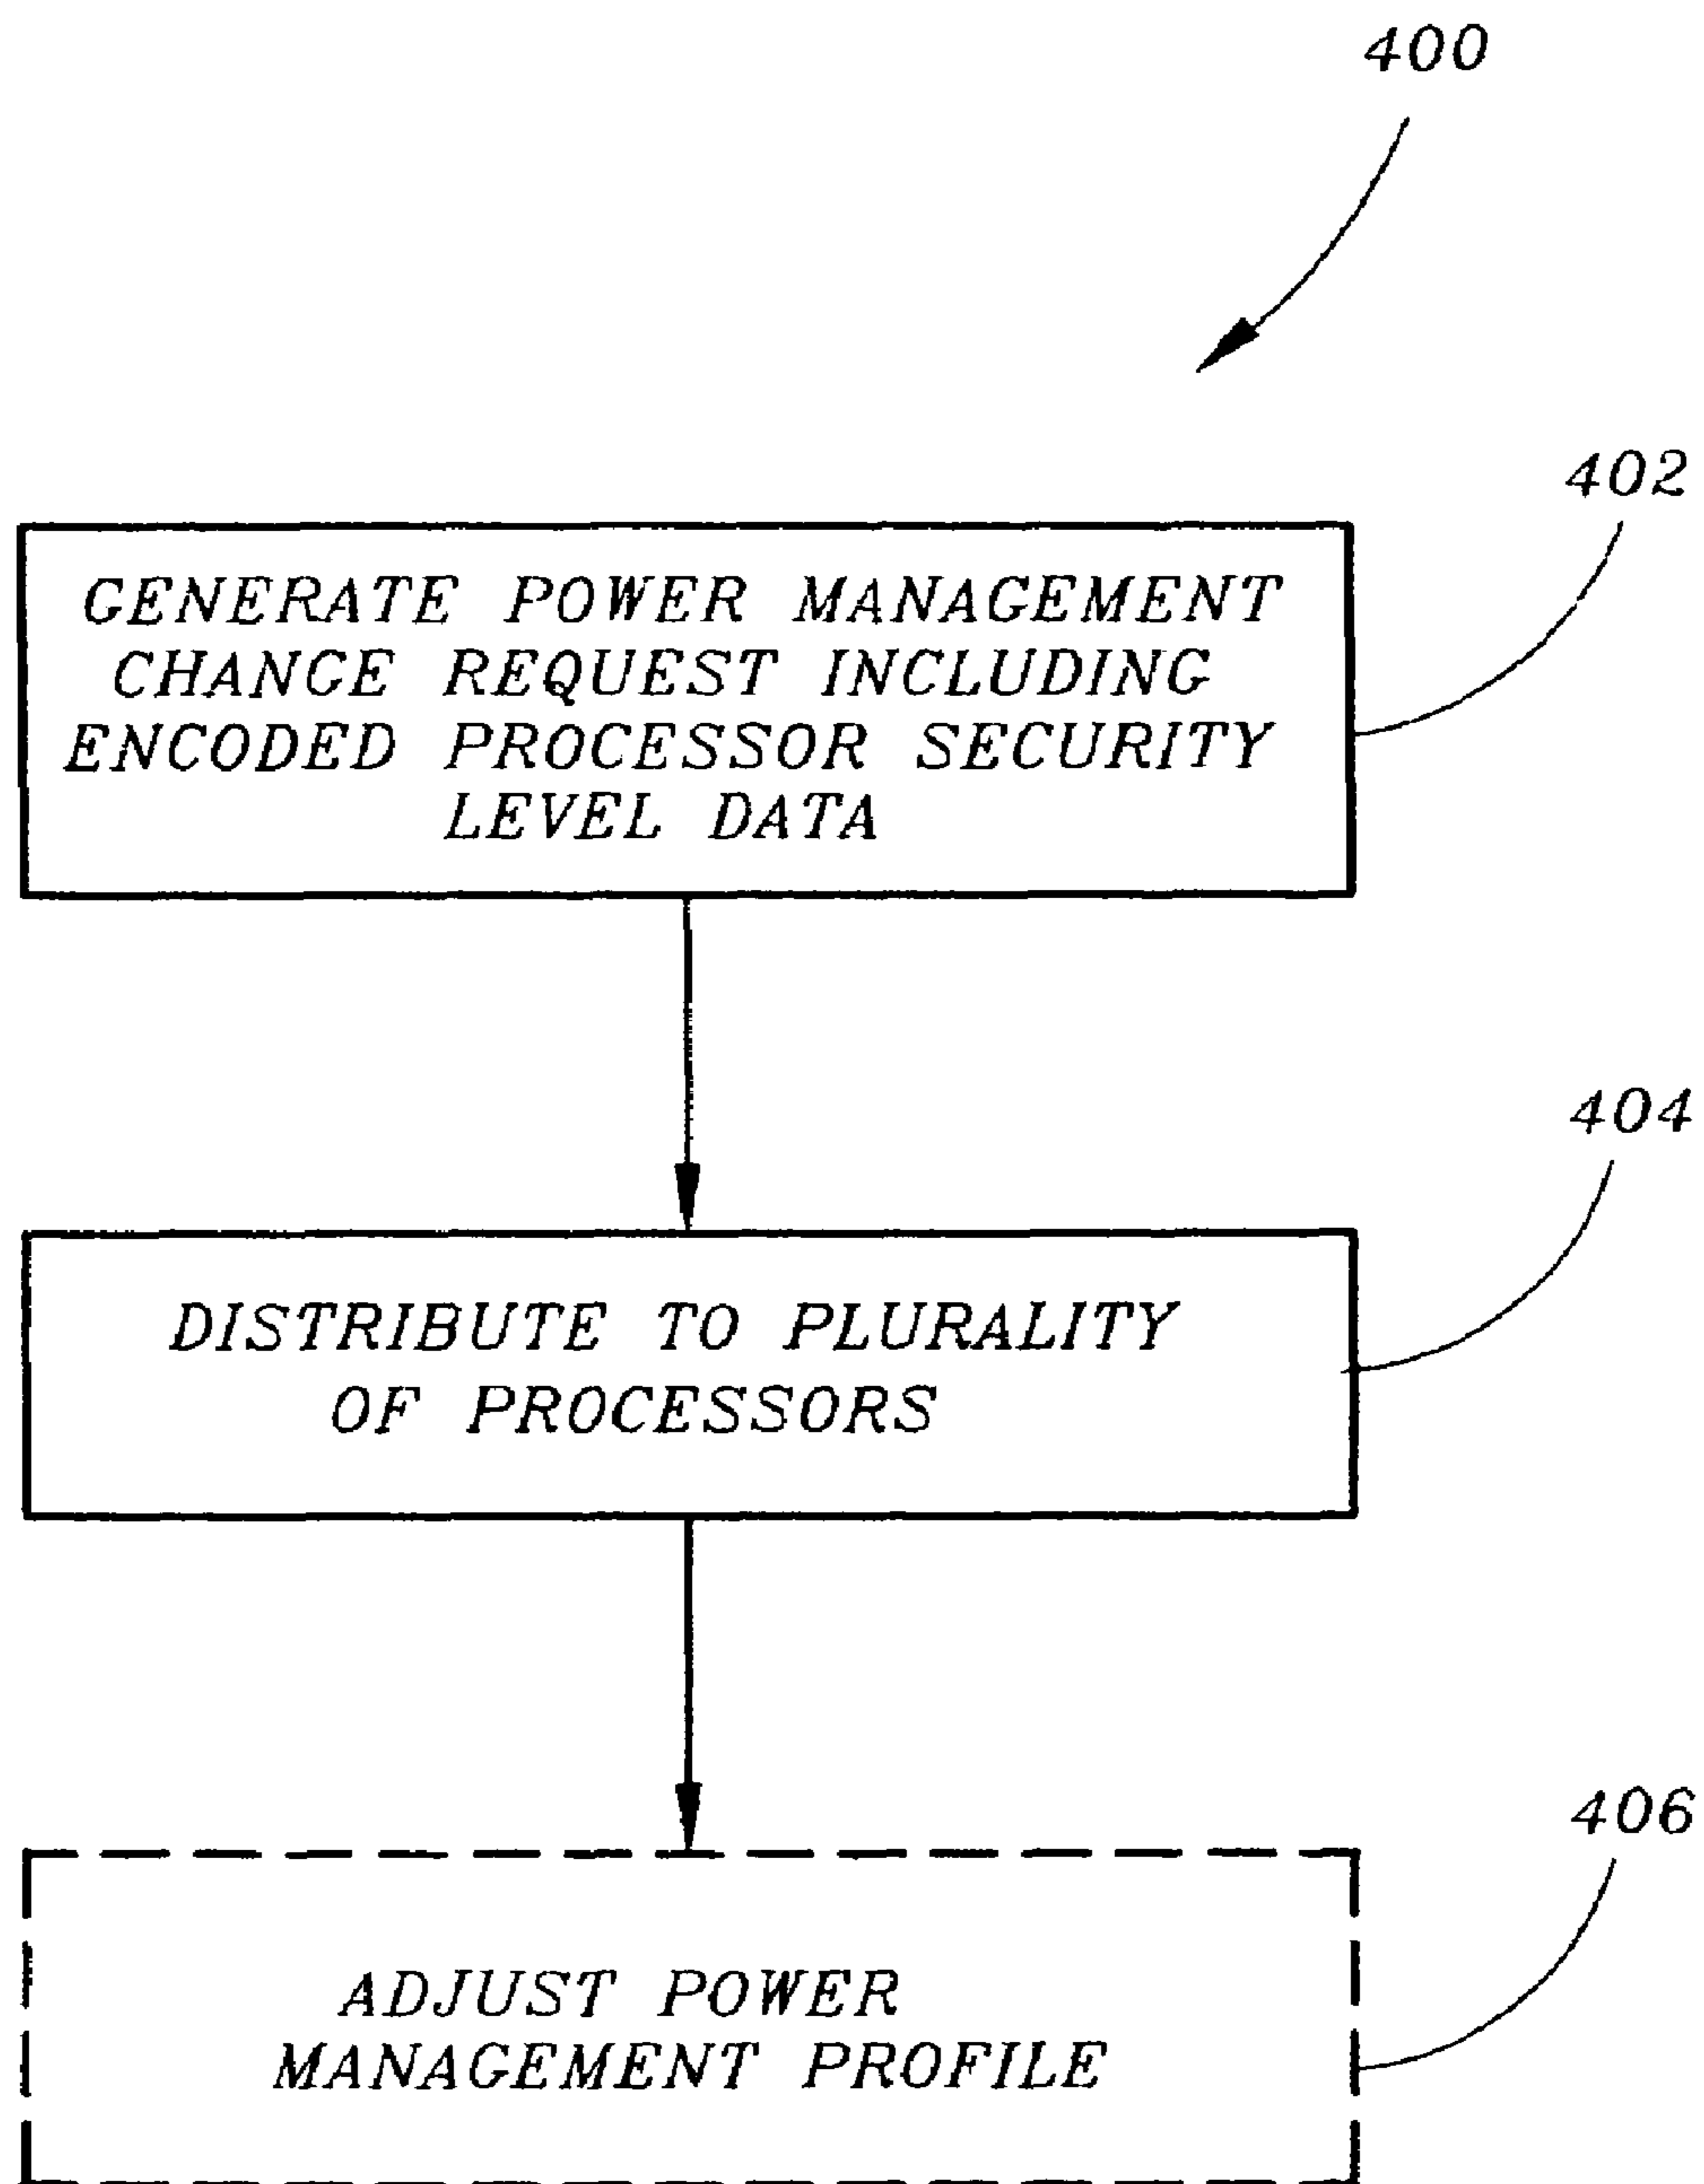 400
402
GENERATE POWER MANAGEMENT
CHANGE REQUEST INCLUDING
ENCODED PROCESSOR SECURITY
LEVEL DATA
404
DISTRIBUTE TO PLURALITY
OF PROCESSORS
406
ADJUST POWER
MANAGEMENT PROFILE